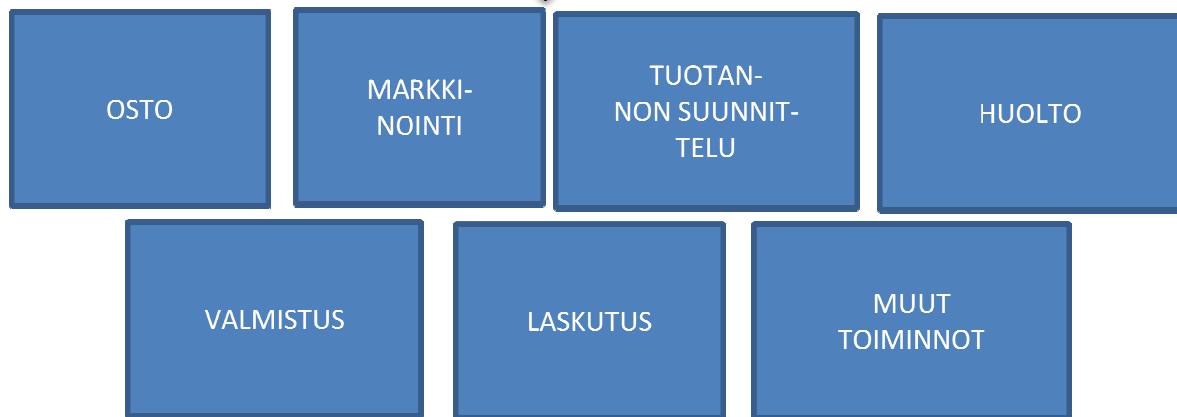 OSTO
MARKKI-
NOINTI
TUOTAN-
NON SUUNNIT-
TELU
HUOLTO
VALMISTUS
LASKUTUS
MUUT
TOIMINNOT